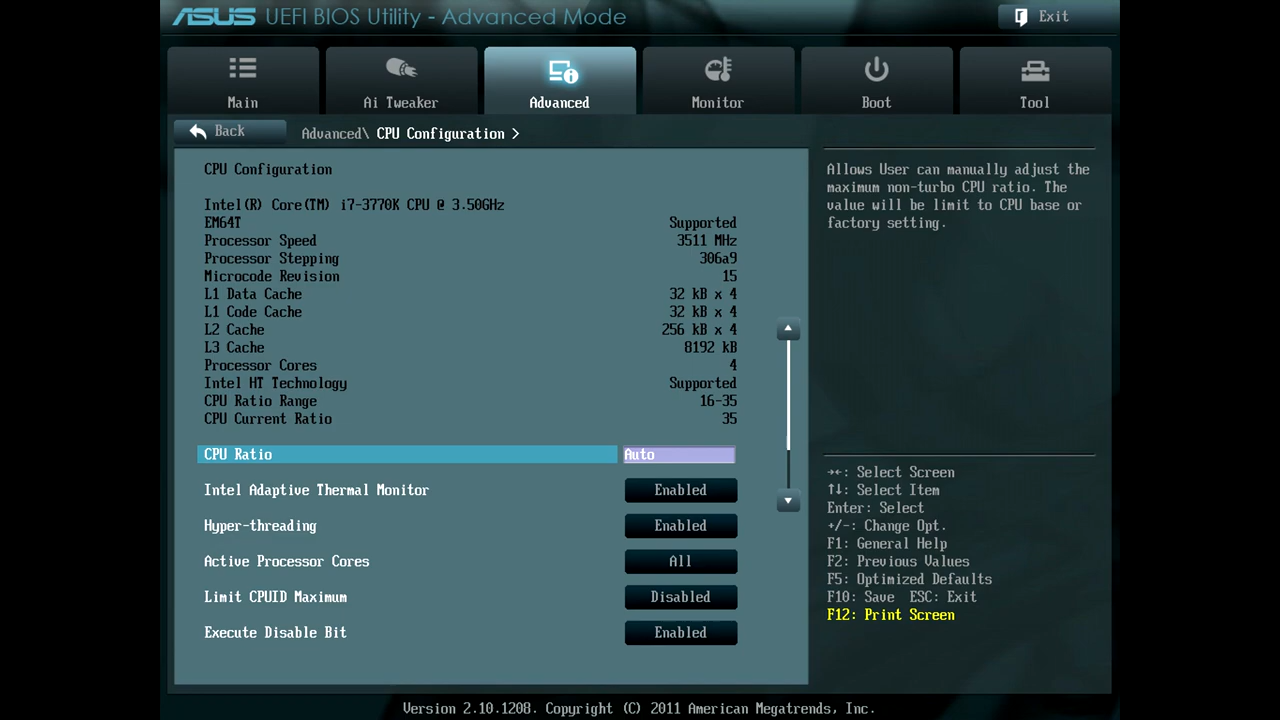 ASUS UEFI BIOS Utility - Advanced Mode
Exit
Main
Ai Tweaker
Advanced
Monitor
Boot
Tool
Back
Advanced\ CPU Configuration >
CPU Configuration
Intel(R) Core(TM) i7-3770K CPU @ 3.50GHz
EM64T Supported
Processor Speed 3511 MHz
Processor Stepping 306a9
Microcode Revision 15
L1 Data Cache 32 kB x 4
L1 Code Cache 32 kB x 4
L2 Cache 256 kB x 4
L3 Cache 8192 kB
Processor Cores 4
Intel HT Technology Supported
CPU Ratio Range 16-35
CPU Current Ratio 35
CPU Ratio Auto
Intel Adaptive Thermal Monitor Enabled
Hyper-threading Enabled
Active Processor Cores All
Limit CPUID Maximum Disabled
Execute Disable Bit Enabled
Allows User can manually adjust the
maximum non-turbo CPU ratio. The
value will be limit to CPU base or
factory setting.
→←: Select Screen
↑↓: Select Item
Enter: Select
+/-: Change Opt.
F1: General Help
F2: Previous Values
F5: Optimized Defaults
F10: Save ESC: Exit
F12: Print Screen
Version 2.10.1208. Copyright (C) 2011 American Megatrends, Inc.